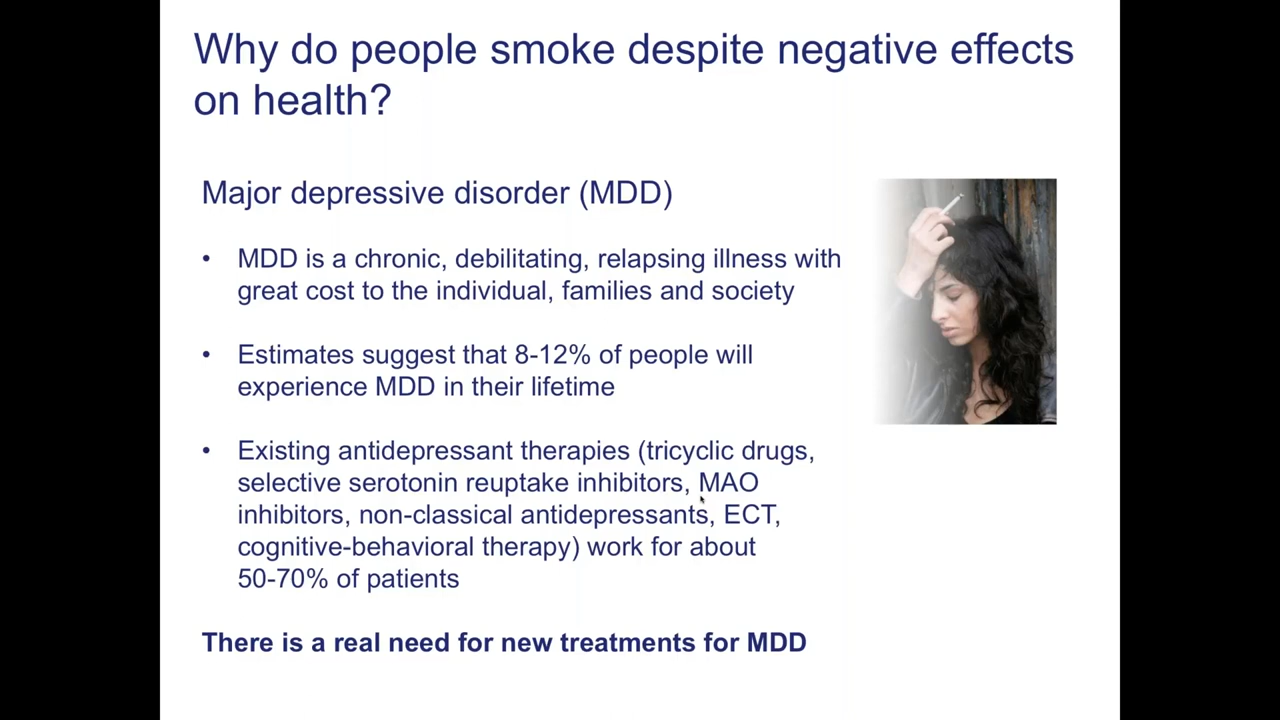 Why do people smoke despite negative effects
on health?
Major depressive disorder (MDD)
• MDD is a chronic, debilitating, relapsing illness with
great cost to the individual, families and society
• Estimates suggest that 8-12% of people will
experience MDD in their lifetime
• Existing antidepressant therapies (tricyclic drugs,
selective serotonin reuptake inhibitors, MAO
inhibitors, non-classical antidepressants, ECT,
cognitive-behavioral therapy) work for about
50-70% of patients
There is a real need for new treatments for MDD